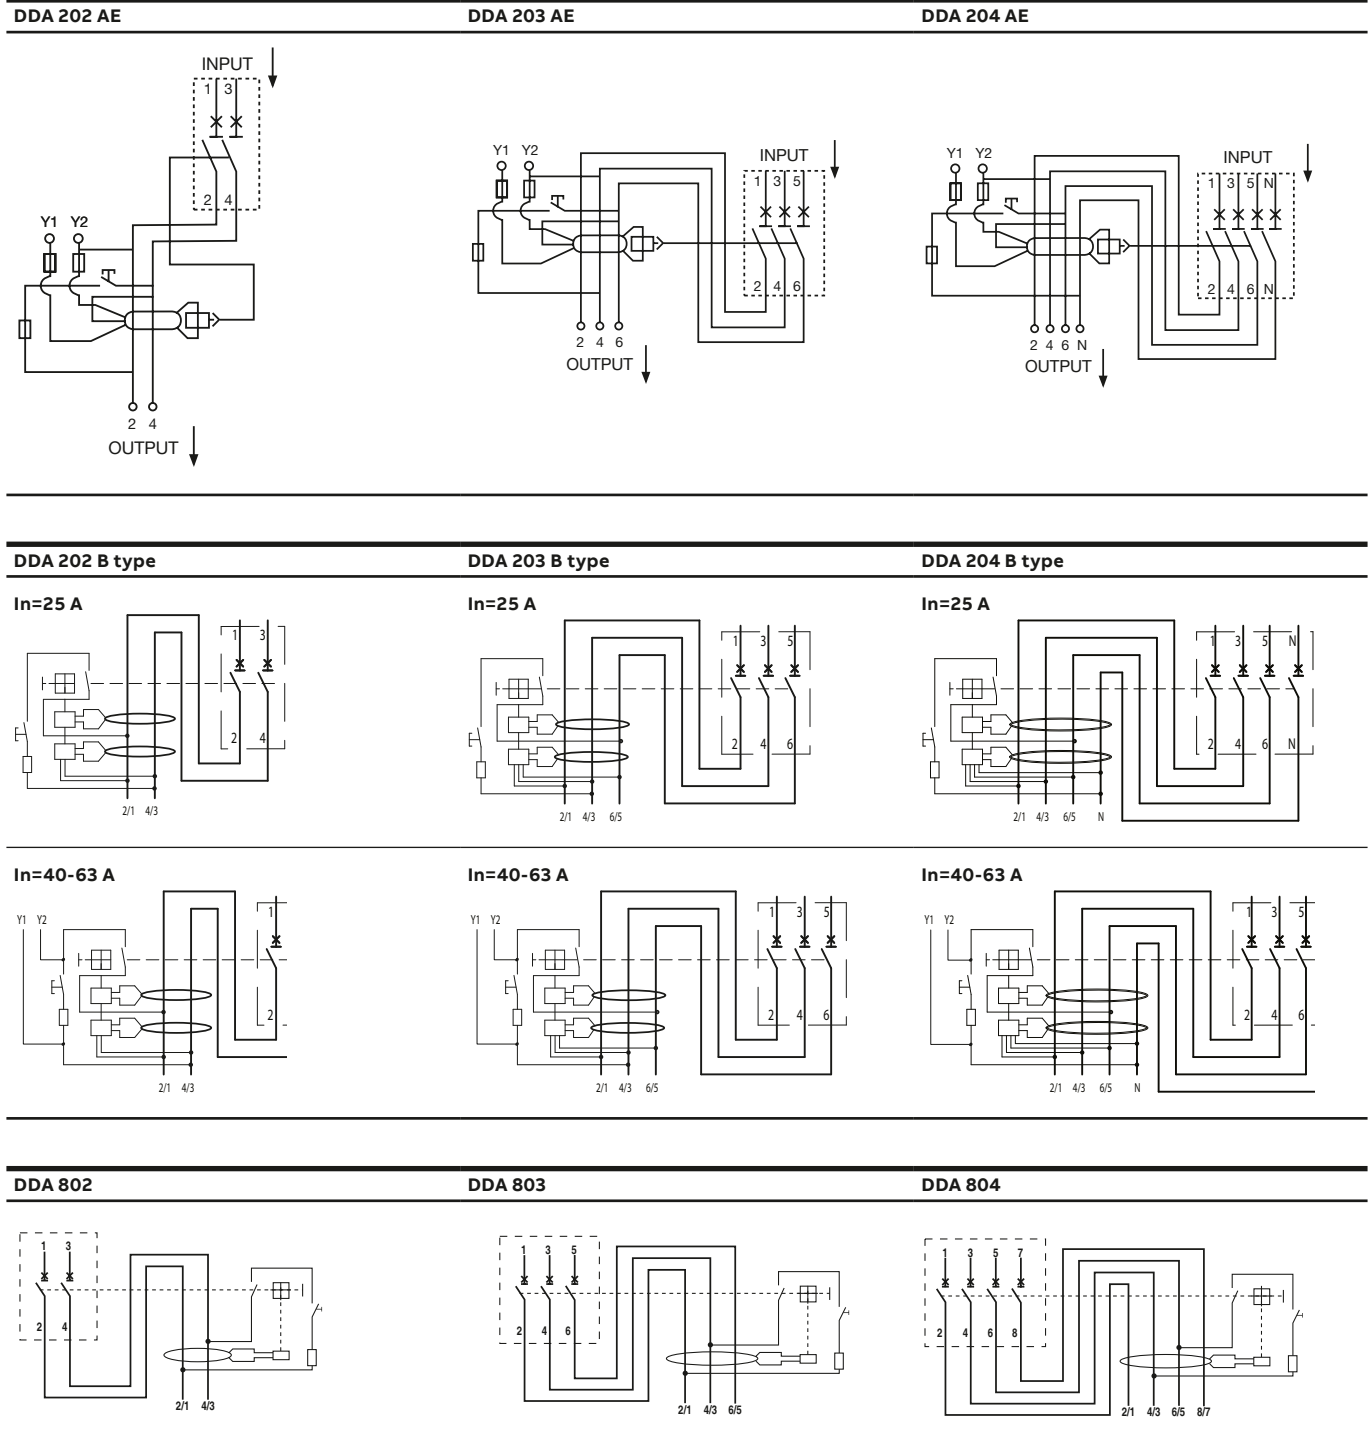 DDA 202 AE
DDA 203 AE
DDA 204 AE
INPUT
1 3
2 4
Y1 Y2
2 4
OUTPUT
Y1 Y2
INPUT
1 3 5
2 4 6
2 4 6
OUTPUT
Y1 Y2
INPUT
1 3 5 N
2 4 6 N
2 4 6 N
OUTPUT
DDA 202 B type
DDA 203 B type
DDA 204 B type
In=25 A
1 3
2 4
2/1 4/3
In=25 A
1 3 5
2 4 6
2/1 4/3 6/5
In=25 A
1 3 5 N
2 4 6 N
2/1 4/3 6/5 N
In=40-63 A
Y1 Y2
1
2
2/1 4/3
In=40-63 A
Y1 Y2
1 3 5
2 4 6
2/1 4/3 6/5
In=40-63 A
Y1 Y2
1 3 5
2 4 6
2/1 4/3 6/5 N
DDA 802
DDA 803
DDA 804
1 3
2 4
2/1 4/3
1 3 5
2 4 6
2/1 4/3 6/5
1 3 5 7
2 4 6 8
2/1 4/3 6/5 8/7